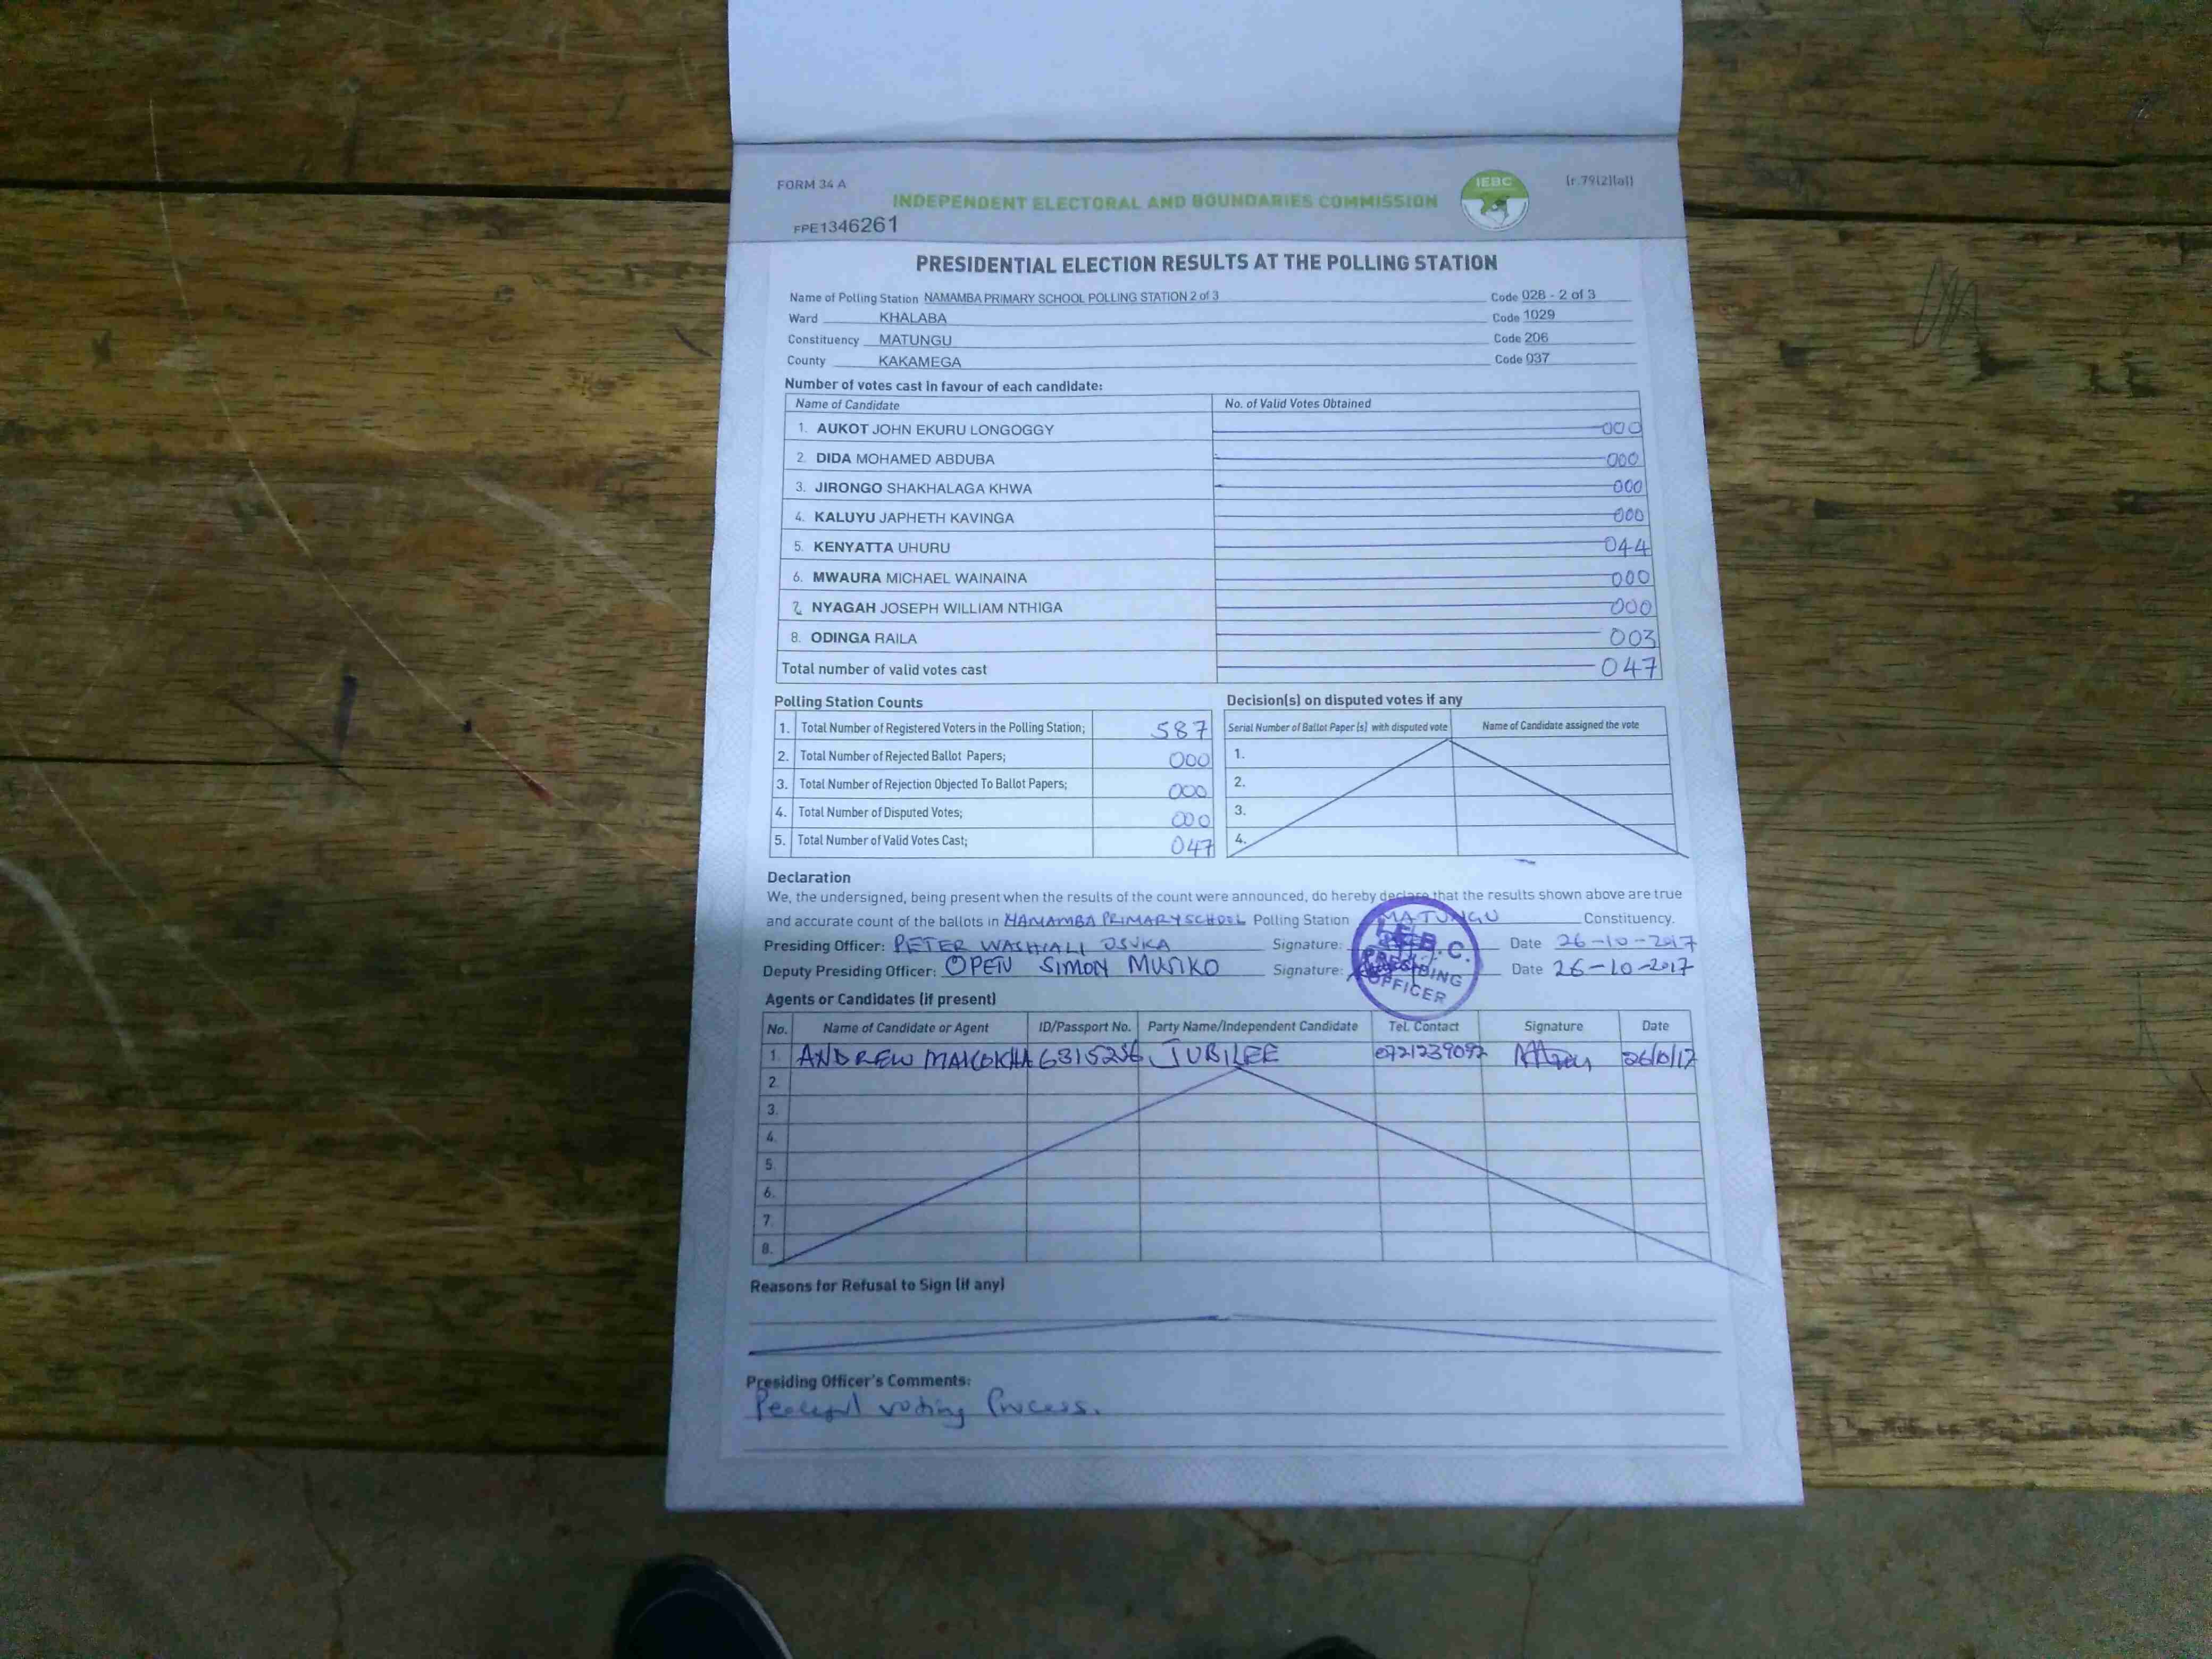 FORM 34 A
INDEPENDENT ELECTORAL AND BOUNDARIES COMMISSION
IEBC
(r.79(2)(a))
FPE1346261
PRESIDENTIAL ELECTION RESULTS AT THE POLLING STATION
Name of Polling Station NAMAMBA PRIMARY SCHOOL POLLING STATION 2 of 3 Code 028 - 2 of 3
Ward KHALABA Code 1029
Constituency MATUNGU Code 206
County KAKAMEGA Code 037
Number of votes cast in favour of each candidate:
Name of Candidate No. of Valid Votes Obtained
1. AUKOT JOHN EKURU LONGOGGY 000
2. DIDA MOHAMED ABDUBA 000
3. JIRONGO SHAKHALAGA KHWA 000
4. KALUYU JAPHETH KAVINGA 000
5. KENYATTA UHURU 044
6. MWAURA MICHAEL WAINAINA 000
7. NYAGAH JOSEPH WILLIAM NTHIGA 000
8. ODINGA RAILA 003
Total number of valid votes cast 047
Polling Station Counts
1. Total Number of Registered Voters in the Polling Station; 587
2. Total Number of Rejected Ballot Papers; 000
3. Total Number of Rejection Objected To Ballot Papers; 000
4. Total Number of Disputed Votes; 000
5. Total Number of Valid Votes Cast; 047
Decision(s) on disputed votes if any
Serial Number of Ballot Paper (s) with disputed vote Name of Candidate assigned the vote
1.
2.
3.
4.
Declaration
We, the undersigned, being present when the results of the count were announced, do hereby declare that the results shown above are true
and accurate count of the ballots in NAMAMBA PRIMARY SCHOOL Polling Station MATUNGU Constituency.
Presiding Officer: PETER WASHIALI OSUKA Signature: Date 26-10-2017
Deputy Presiding Officer: OPETU SIMON MUSIKO Signature: Date 26-10-2017
I.E.B.C.
PRESIDING
OFFICER
Agents or Candidates (if present)
No. Name of Candidate or Agent ID/Passport No. Party Name/Independent Candidate Tel. Contact Signature Date
1. ANDREW MAKOKHA 6315256 JUBILEE 0721239092 26/10/17
2.
3.
4.
5.
6.
7.
8.
Reasons for Refusal to Sign (if any)
Presiding Officer's Comments:
Peaceful voting Process.